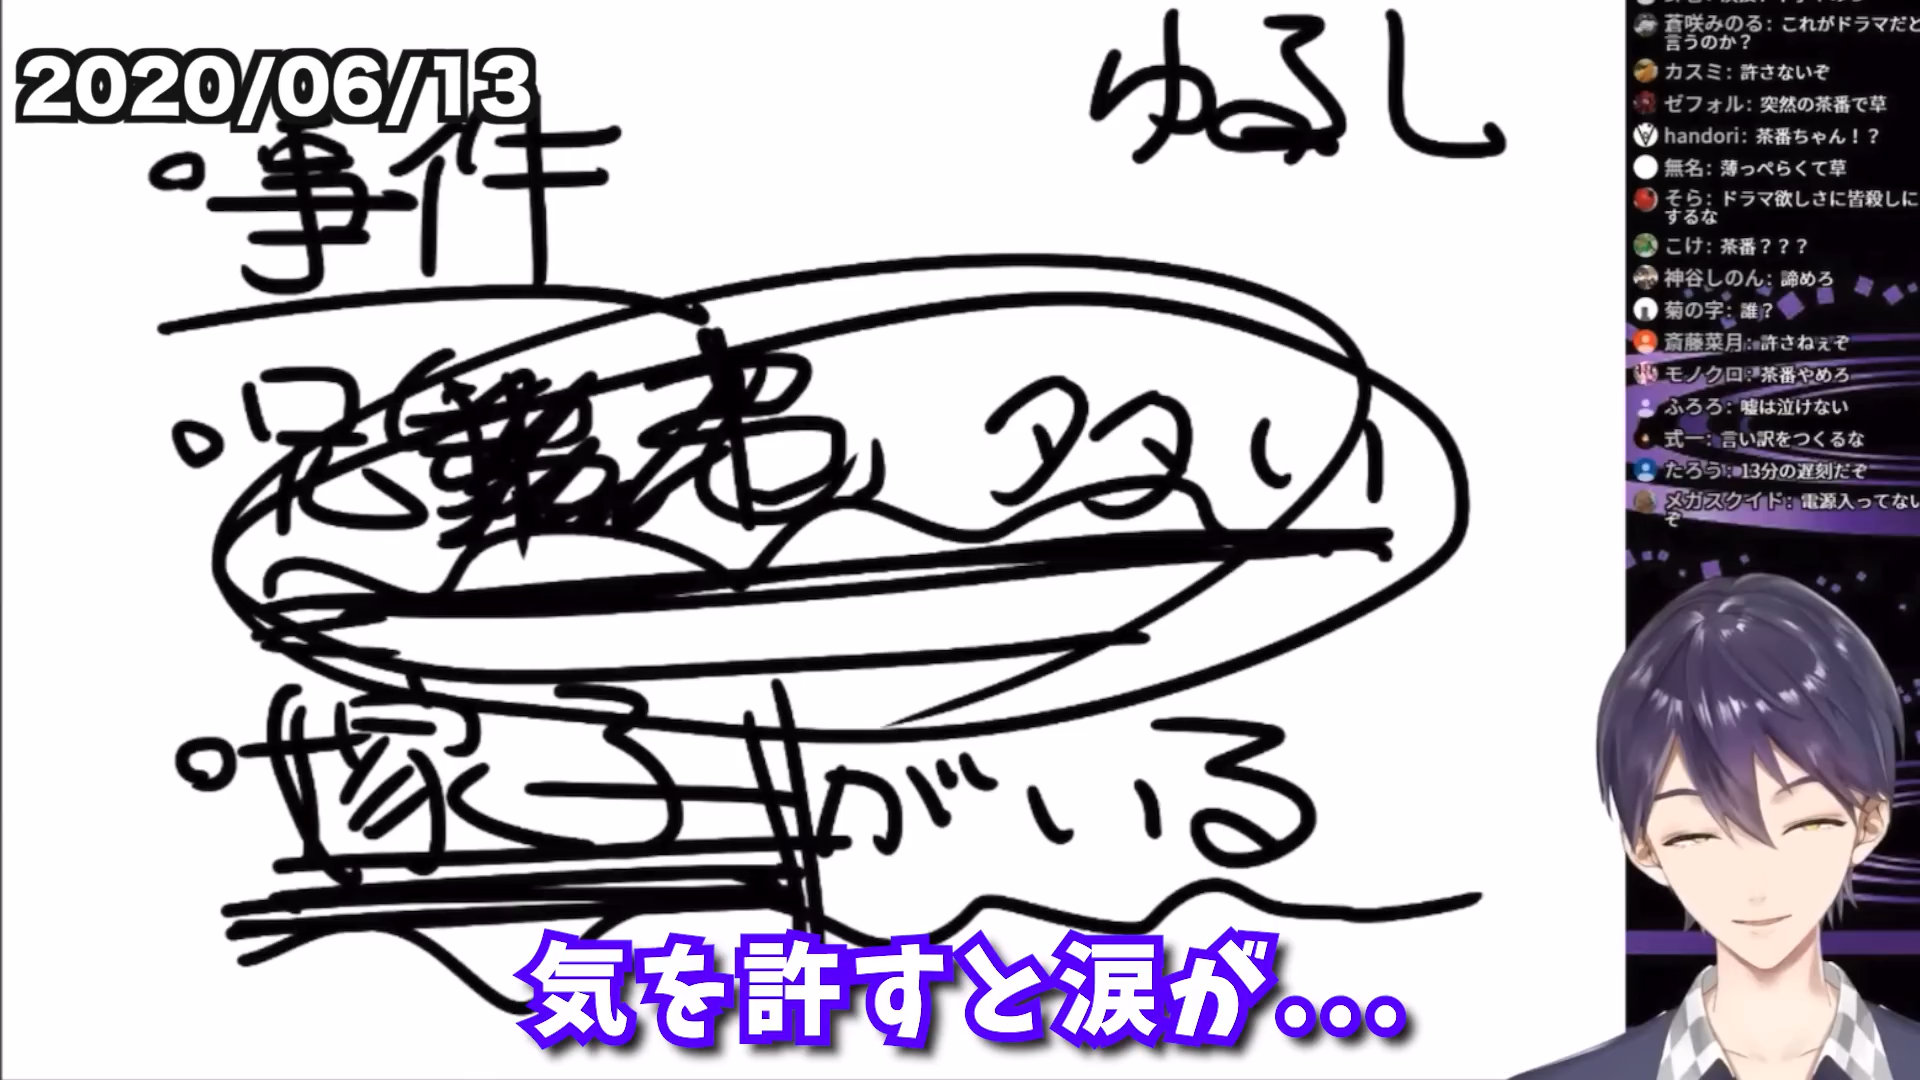 2020/06/13
ゆるし
事件
多い
嫁子がいる
気を許すと涙が...
蒼咲みのる: これがドラマだと
言うのか?
カスミ: 許さないぞ
ゼフォル: 突然の茶番で草
handori: 茶番ちゃん!?
無名: 薄っぺらくて草
そら: ドラマ欲しさに皆殺しに
するな
こけ: 茶番???
神谷しのん: 諦めろ
菊の字: 誰?
斎藤菜月: 許さねぇぞ
モノクロ: 茶番やめろ
ふろろ: 嘘は泣けない
式一: 言い訳をつくるな
たろう: 13分の遅刻だぞ
メガスクイド: 電源入ってない
ぞ